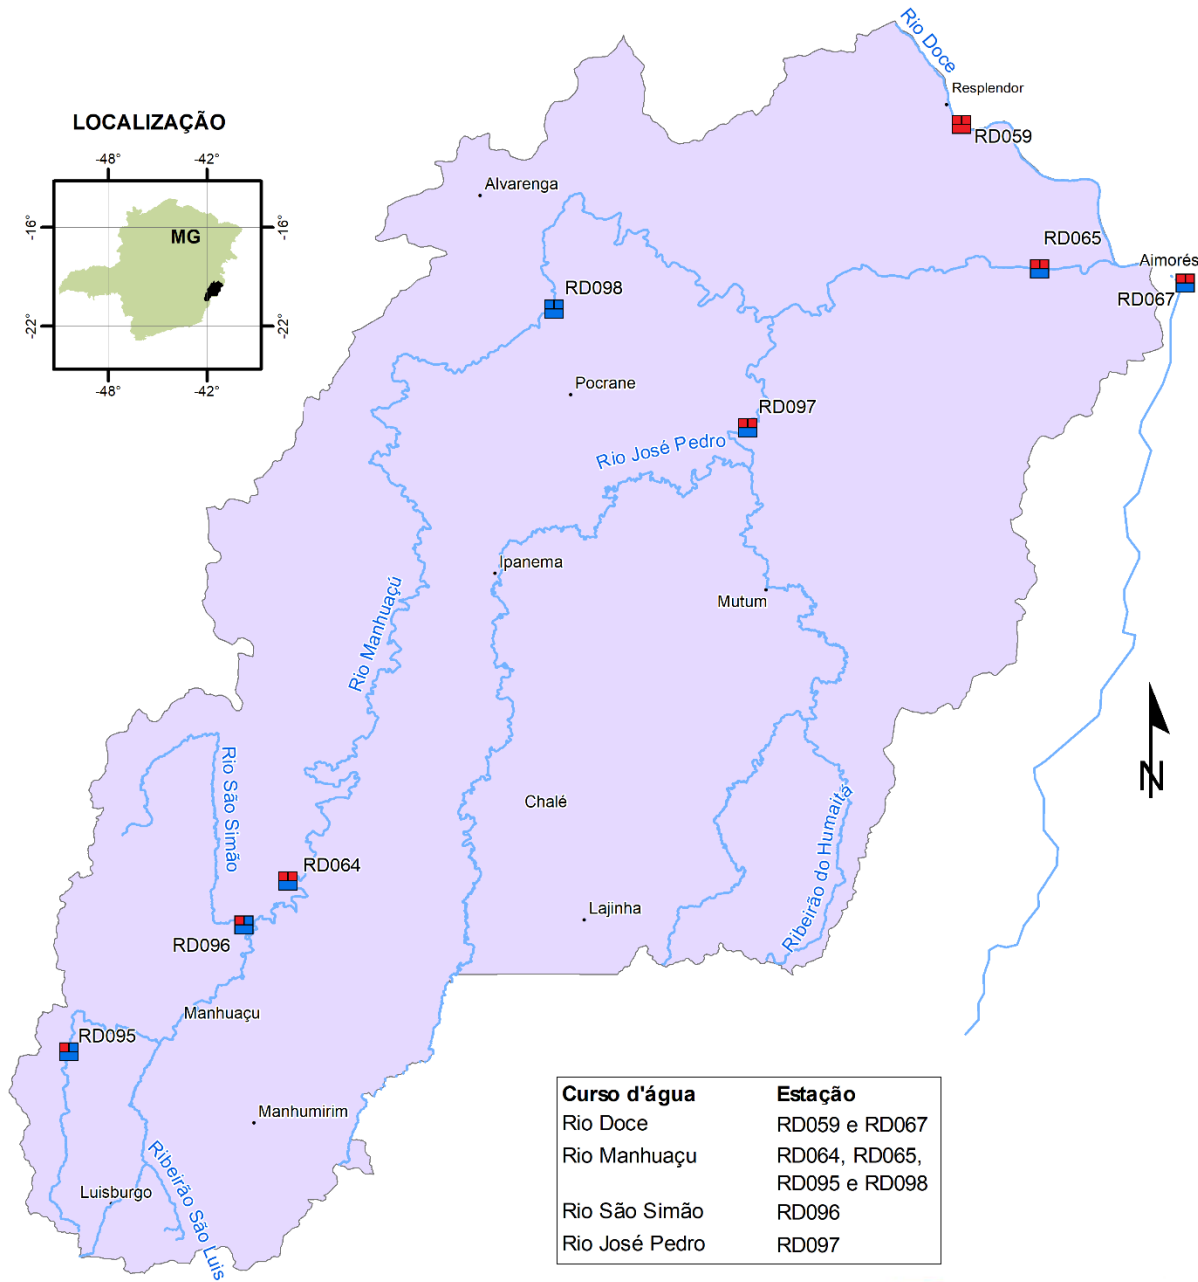 Rio Doce
Resplendor
RD059
LOCALIZAÇÃO
-48°
-42°
-16°
MG
-16°
-22°
-22°
-48°
-42°
Alvarenga
RD065
Aimorés
RD067
RD098
Pocrane
RD097
Rio José Pedro
Ipanema
Mutum
Rio Manhuaçú
Rio São Simão
Chalé
Ribeirão do Humaitá
RD064
Lajinha
RD096
Manhuaçu
RD095
Manhumirim
Ribeirão São Luis
Luisburgo
N
Curso d'água Estação
Rio Doce RD059 e RD067
Rio Manhuaçu RD064, RD065,
RD095 e RD098
Rio São Simão RD096
Rio José Pedro RD097